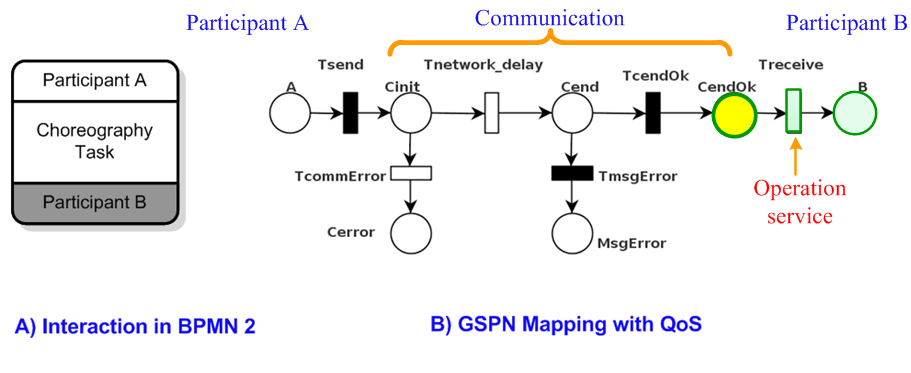 Participant A
Communication
Participant B
Tsend
Tnetwork_delay
TcendOk
Treceive
A
Cinit
Cend
CendOk
B
Participant A
Choreography
Task
Participant B
TcommError
TmsgError
Operation
service
Cerror
MsgError
A) Interaction in BPMN 2
B) GSPN Mapping with QoS